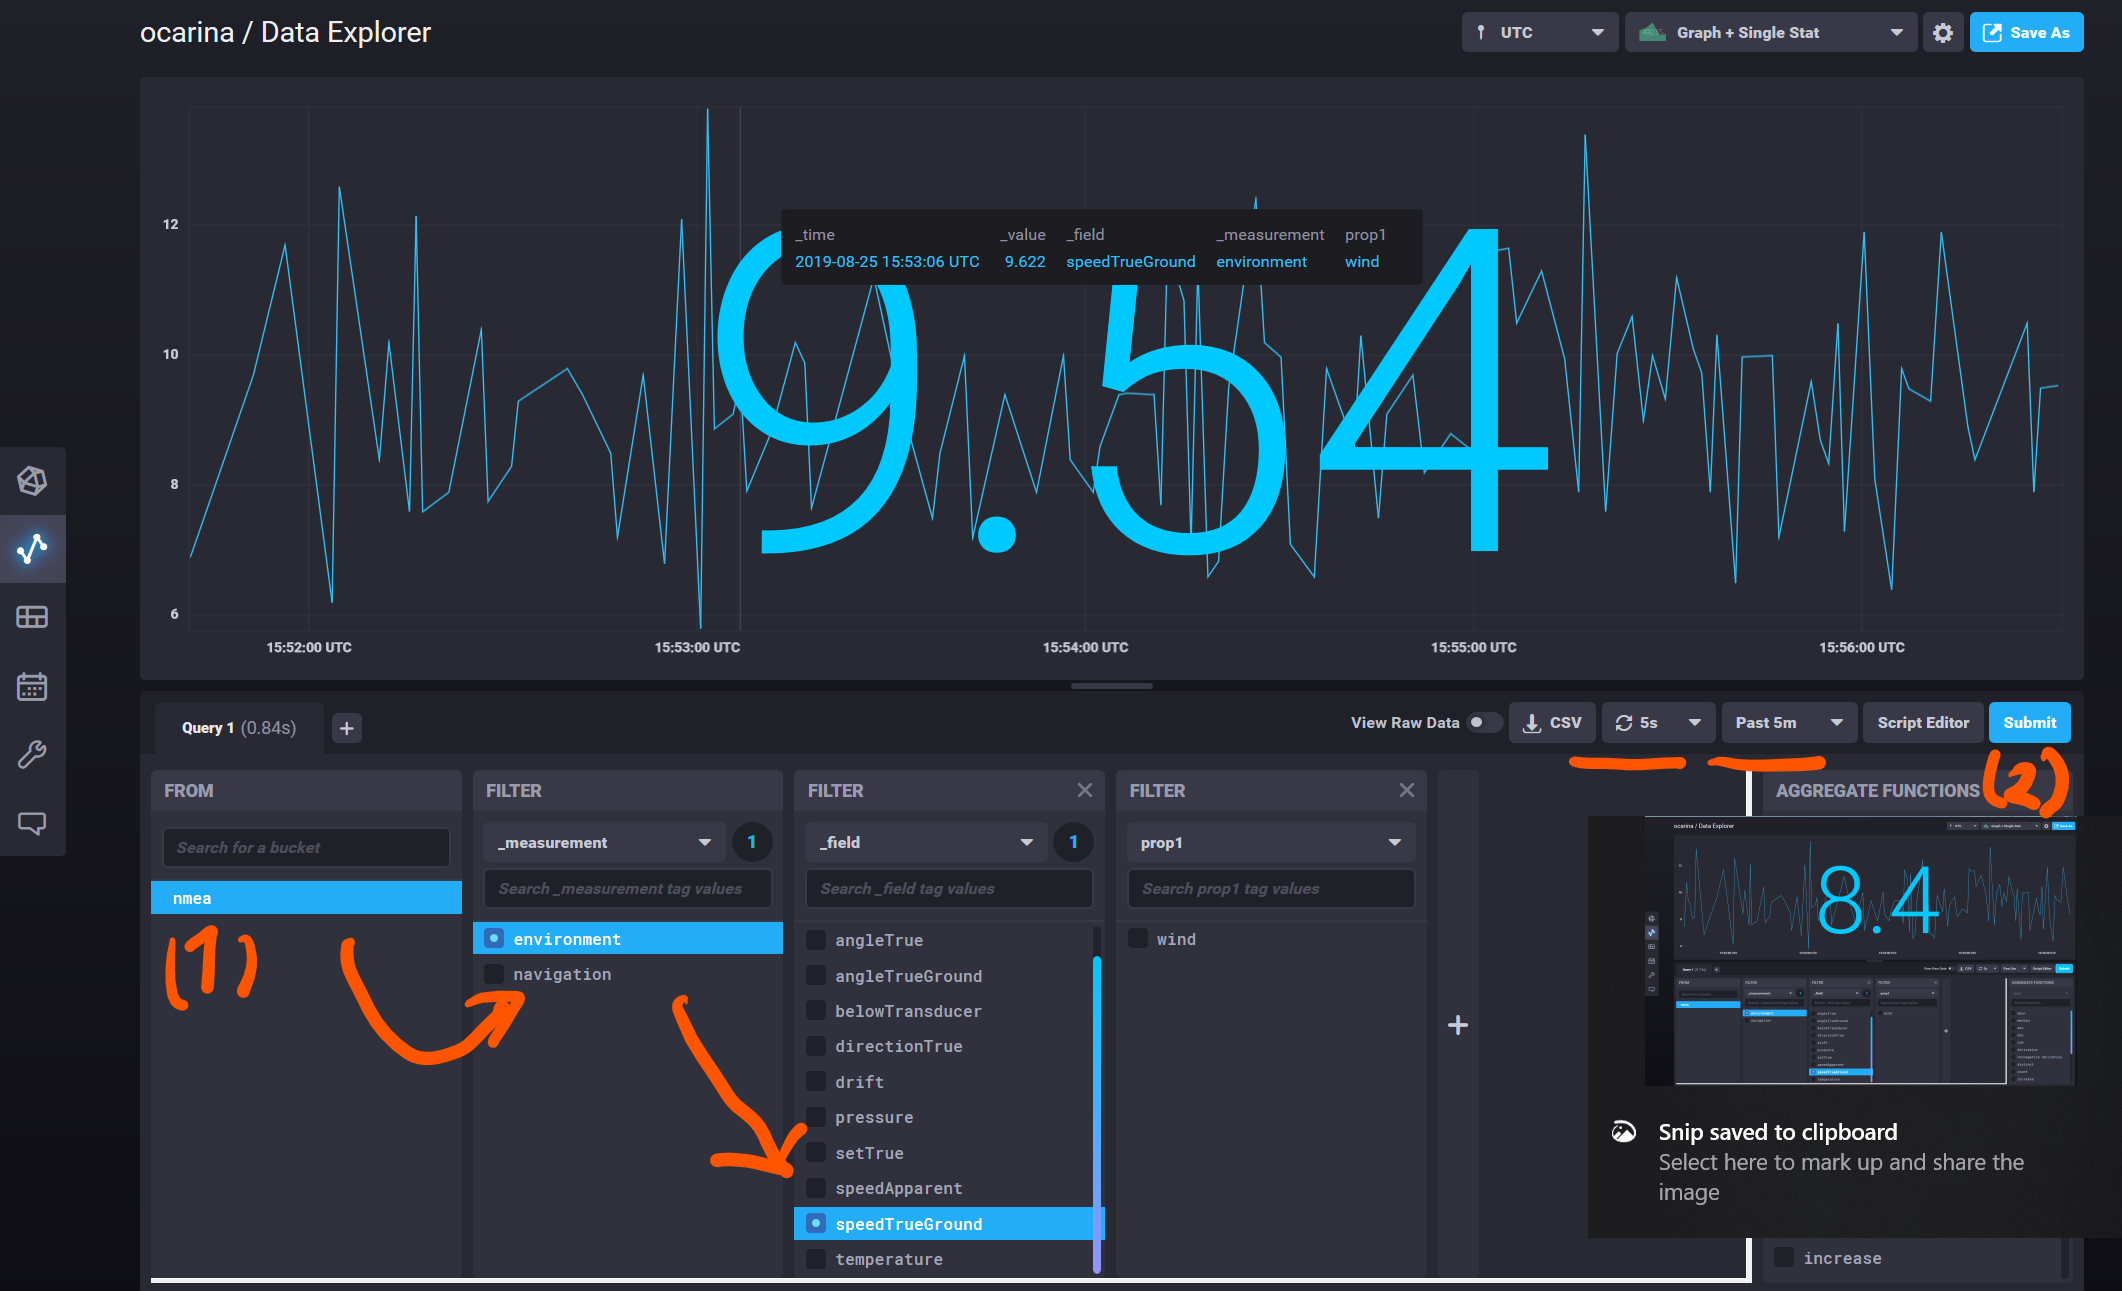 ocarina / Data Explorer
UTC
Graph + Single Stat
Save As
12
10
8
6
_time _value _field _measurement prop1
2019-08-25 15:53:06 UTC 9.622 speedTrueGround environment wind
9.54
15:52:00 UTC 15:53:00 UTC 15:54:00 UTC 15:55:00 UTC 15:56:00 UTC
Query 1 (0.84s)
+
View Raw Data
CSV
5s
Past 5m
Script Editor
Submit
FROM
Search for a bucket
nmea
(1)
FILTER
_measurement
1
Search _measurement tag values
environment
navigation
FILTER
_field
1
Search _field tag values
angleTrue
angleTrueGround
belowTransducer
directionTrue
drift
pressure
setTrue
speedApparent
speedTrueGround
temperature
FILTER
prop1
Search prop1 tag values
wind
+
AGGREGATE FUNCTIONS
(2)
ocarina / Data Explorer
8.4
Snip saved to clipboard
Select here to mark up and share the
image
increase